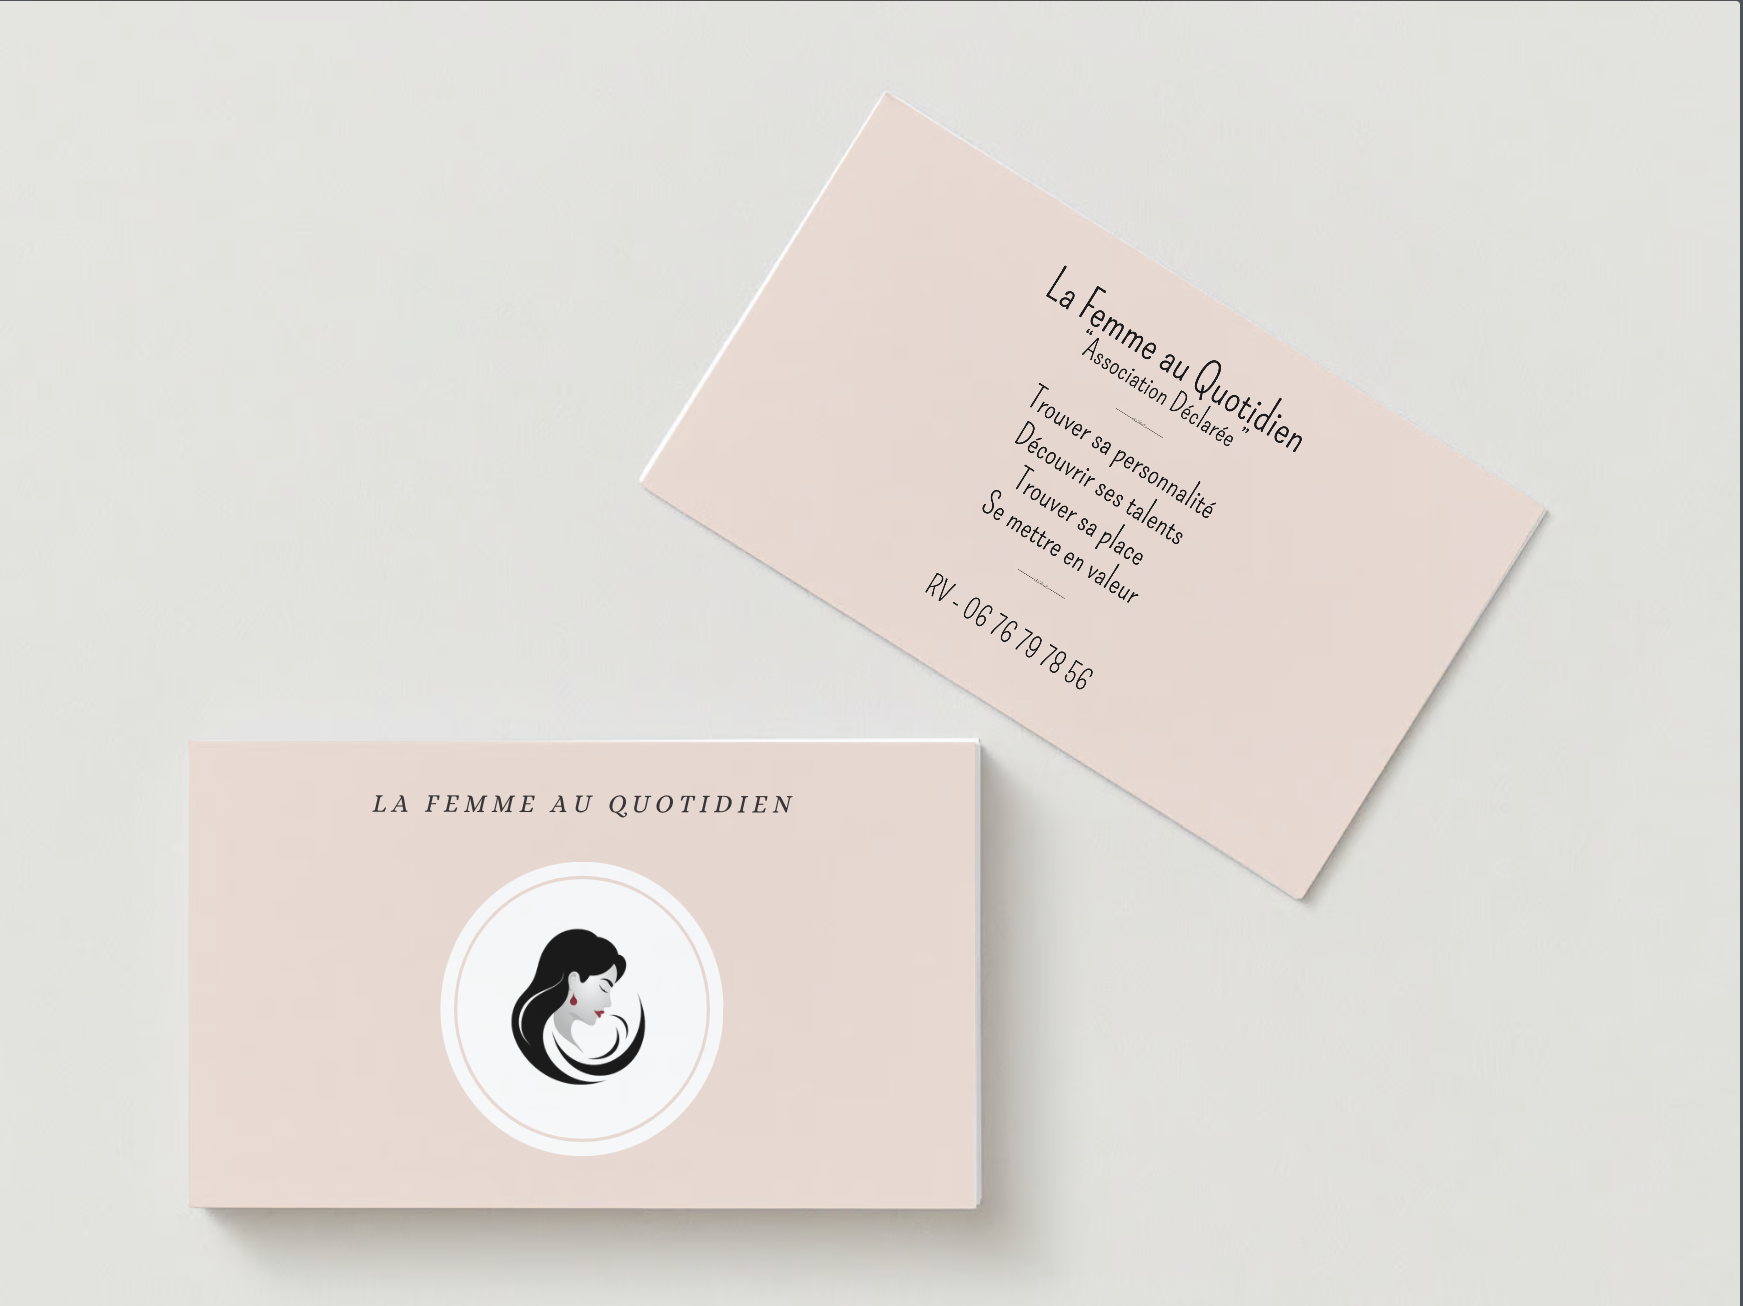 La Femme au Quotidien
“Association Déclarée”
Trouver sa personnalité
Découvrir ses talents
Trouver sa place
Se mettre en valeur
RV - 06 76 79 78 56
LA FEMME AU QUOTIDIEN